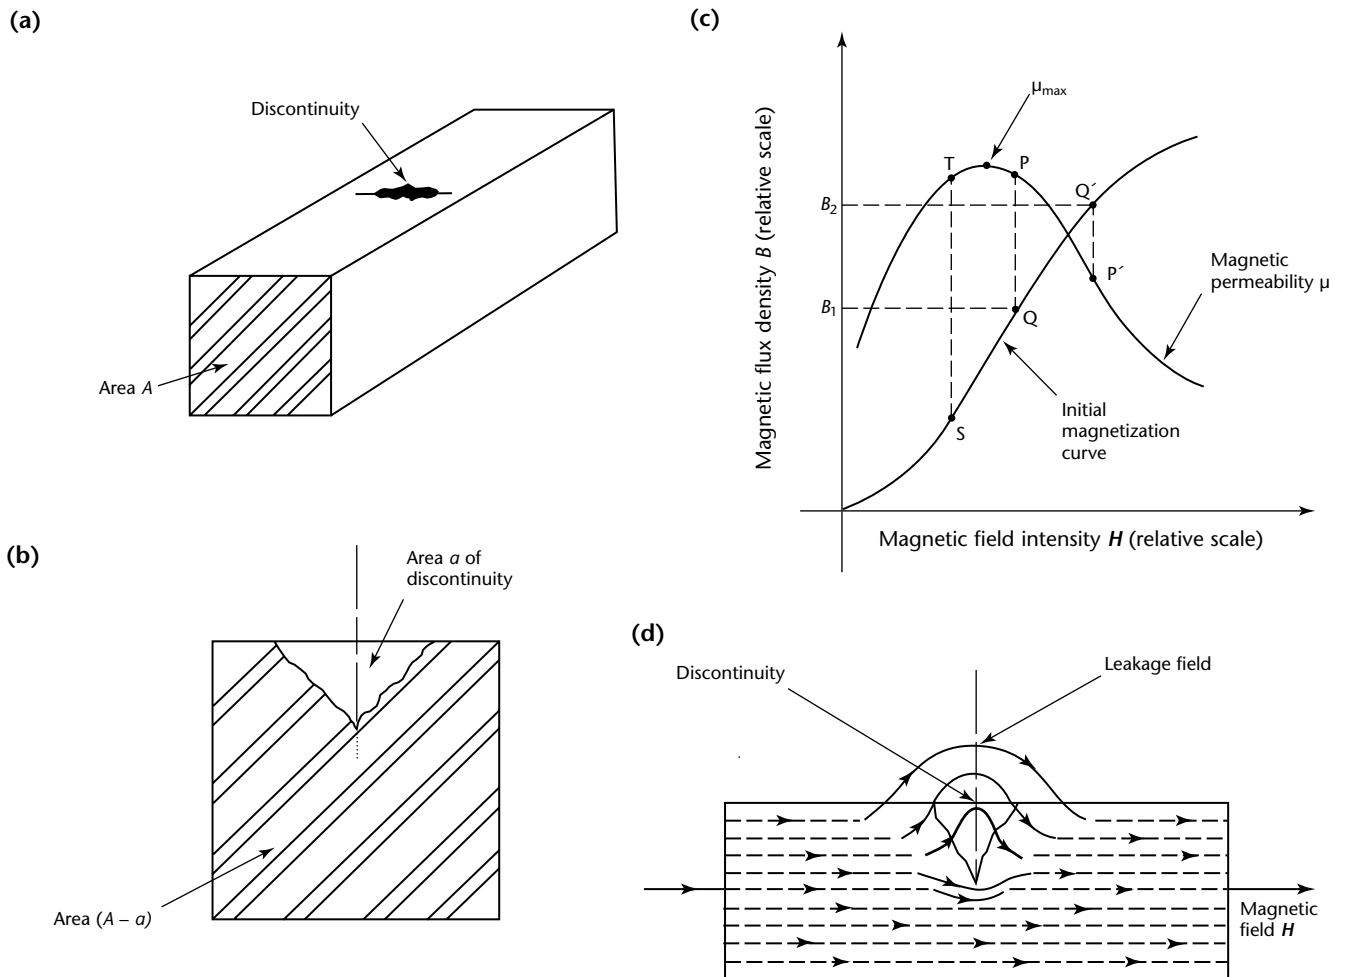 (a)
Discontinuity
Area A
(b)
Area a of
discontinuity
Area (A – a)
(c)
Magnetic flux density B (relative scale)
μmax
T
P
Q´
B2
P´
Magnetic
permeability μ
B1
Q
S
Initial
magnetization
curve
Magnetic field intensity H (relative scale)
(d)
Discontinuity
Leakage field
Magnetic
field H